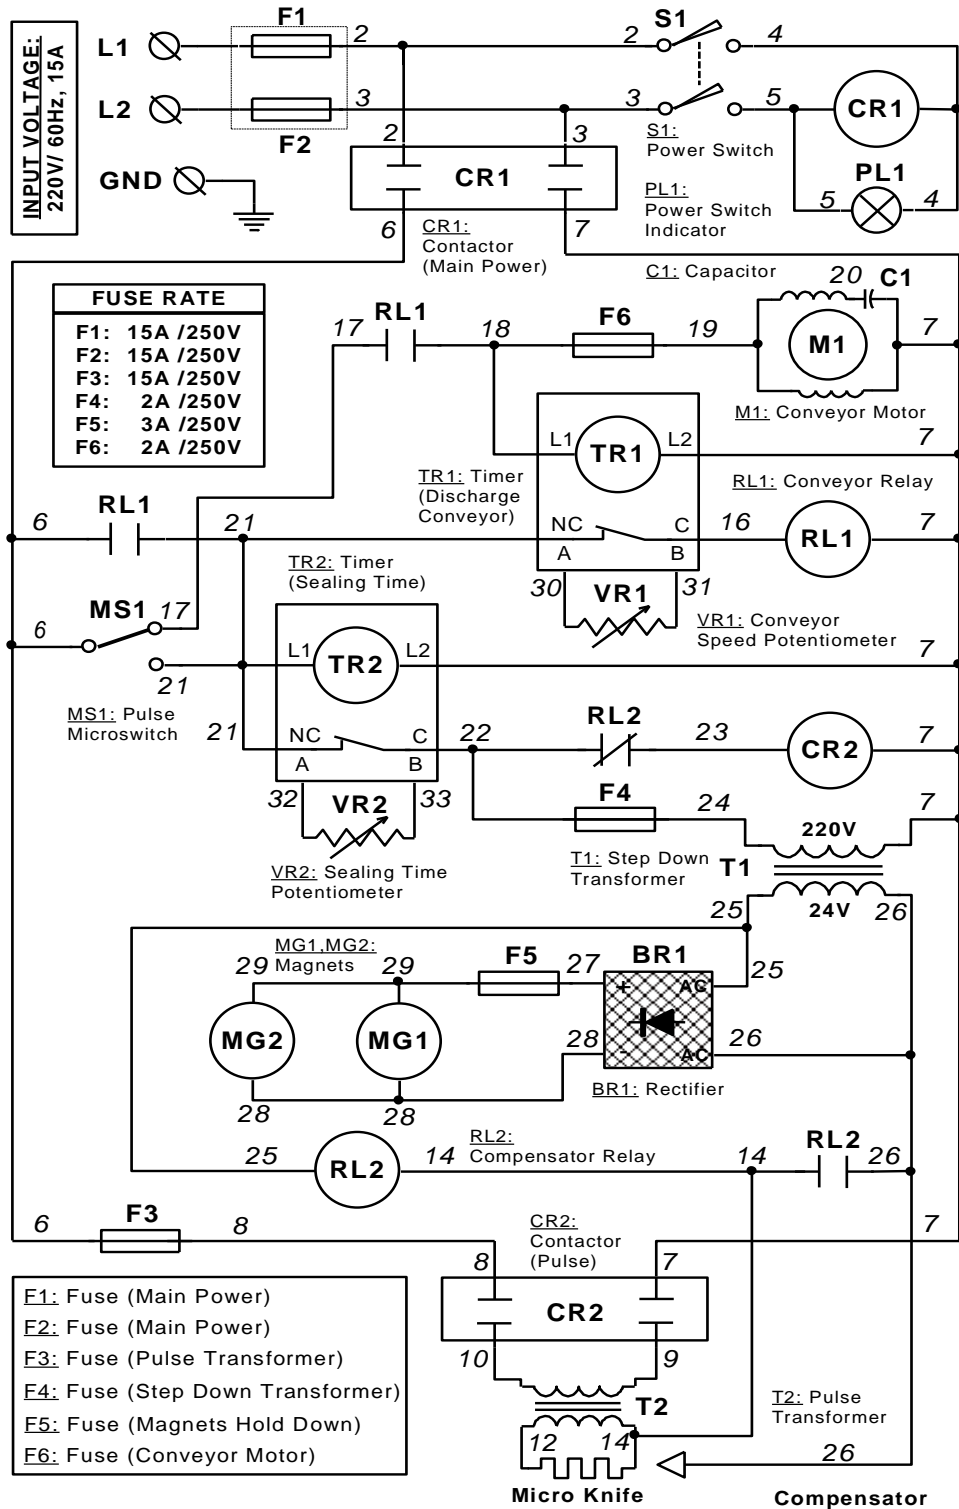 INPUT VOLTAGE:
220V/ 60Hz, 15A
F1
S1
L1
2
2
4
L2
3
3
5
CR1
F2
2
3
S1:
Power Switch
GND
CR1
PL1
PL1:
Power Switch
Indicator
5
4
6
7
CR1:
Contactor
(Main Power)
C1: Capacitor
20
C1
FUSE RATE
F1: 15A /250V
F2: 15A /250V
F3: 15A /250V
F4: 2A /250V
F5: 3A /250V
F6: 2A /250V
17
RL1
18
F6
19
M1
7
M1: Conveyor Motor
L1
TR1
L2
7
TR1: Timer
(Discharge
Conveyor)
RL1: Conveyor Relay
6
RL1
21
NC
C
16
RL1
7
A
B
TR2: Timer
(Sealing Time)
30
VR1
31
MS1
17
VR1: Conveyor
Speed Potentiometer
6
L1
TR2
L2
7
21
MS1: Pulse
Microswitch
21
NC
C
22
RL2
23
CR2
7
A
B
32
VR2
33
F4
24
7
220V
VR2: Sealing Time
Potentiometer
T1: Step Down
Transformer
T1
24V
25
26
MG1,MG2:
Magnets
29
29
F5
27
BR1
25
+
AC
MG2
MG1
28
-
AC
26
28
28
BR1: Rectifier
RL2:
Compensator Relay
25
RL2
14
14
RL2
26
6
F3
8
CR2:
Contactor
(Pulse)
7
8
7
CR2
F1: Fuse (Main Power)
F2: Fuse (Main Power)
F3: Fuse (Pulse Transformer)
F4: Fuse (Step Down Transformer)
F5: Fuse (Magnets Hold Down)
F6: Fuse (Conveyor Motor)
10
9
T2
T2: Pulse
Transformer
12
14
26
Micro Knife
Compensator